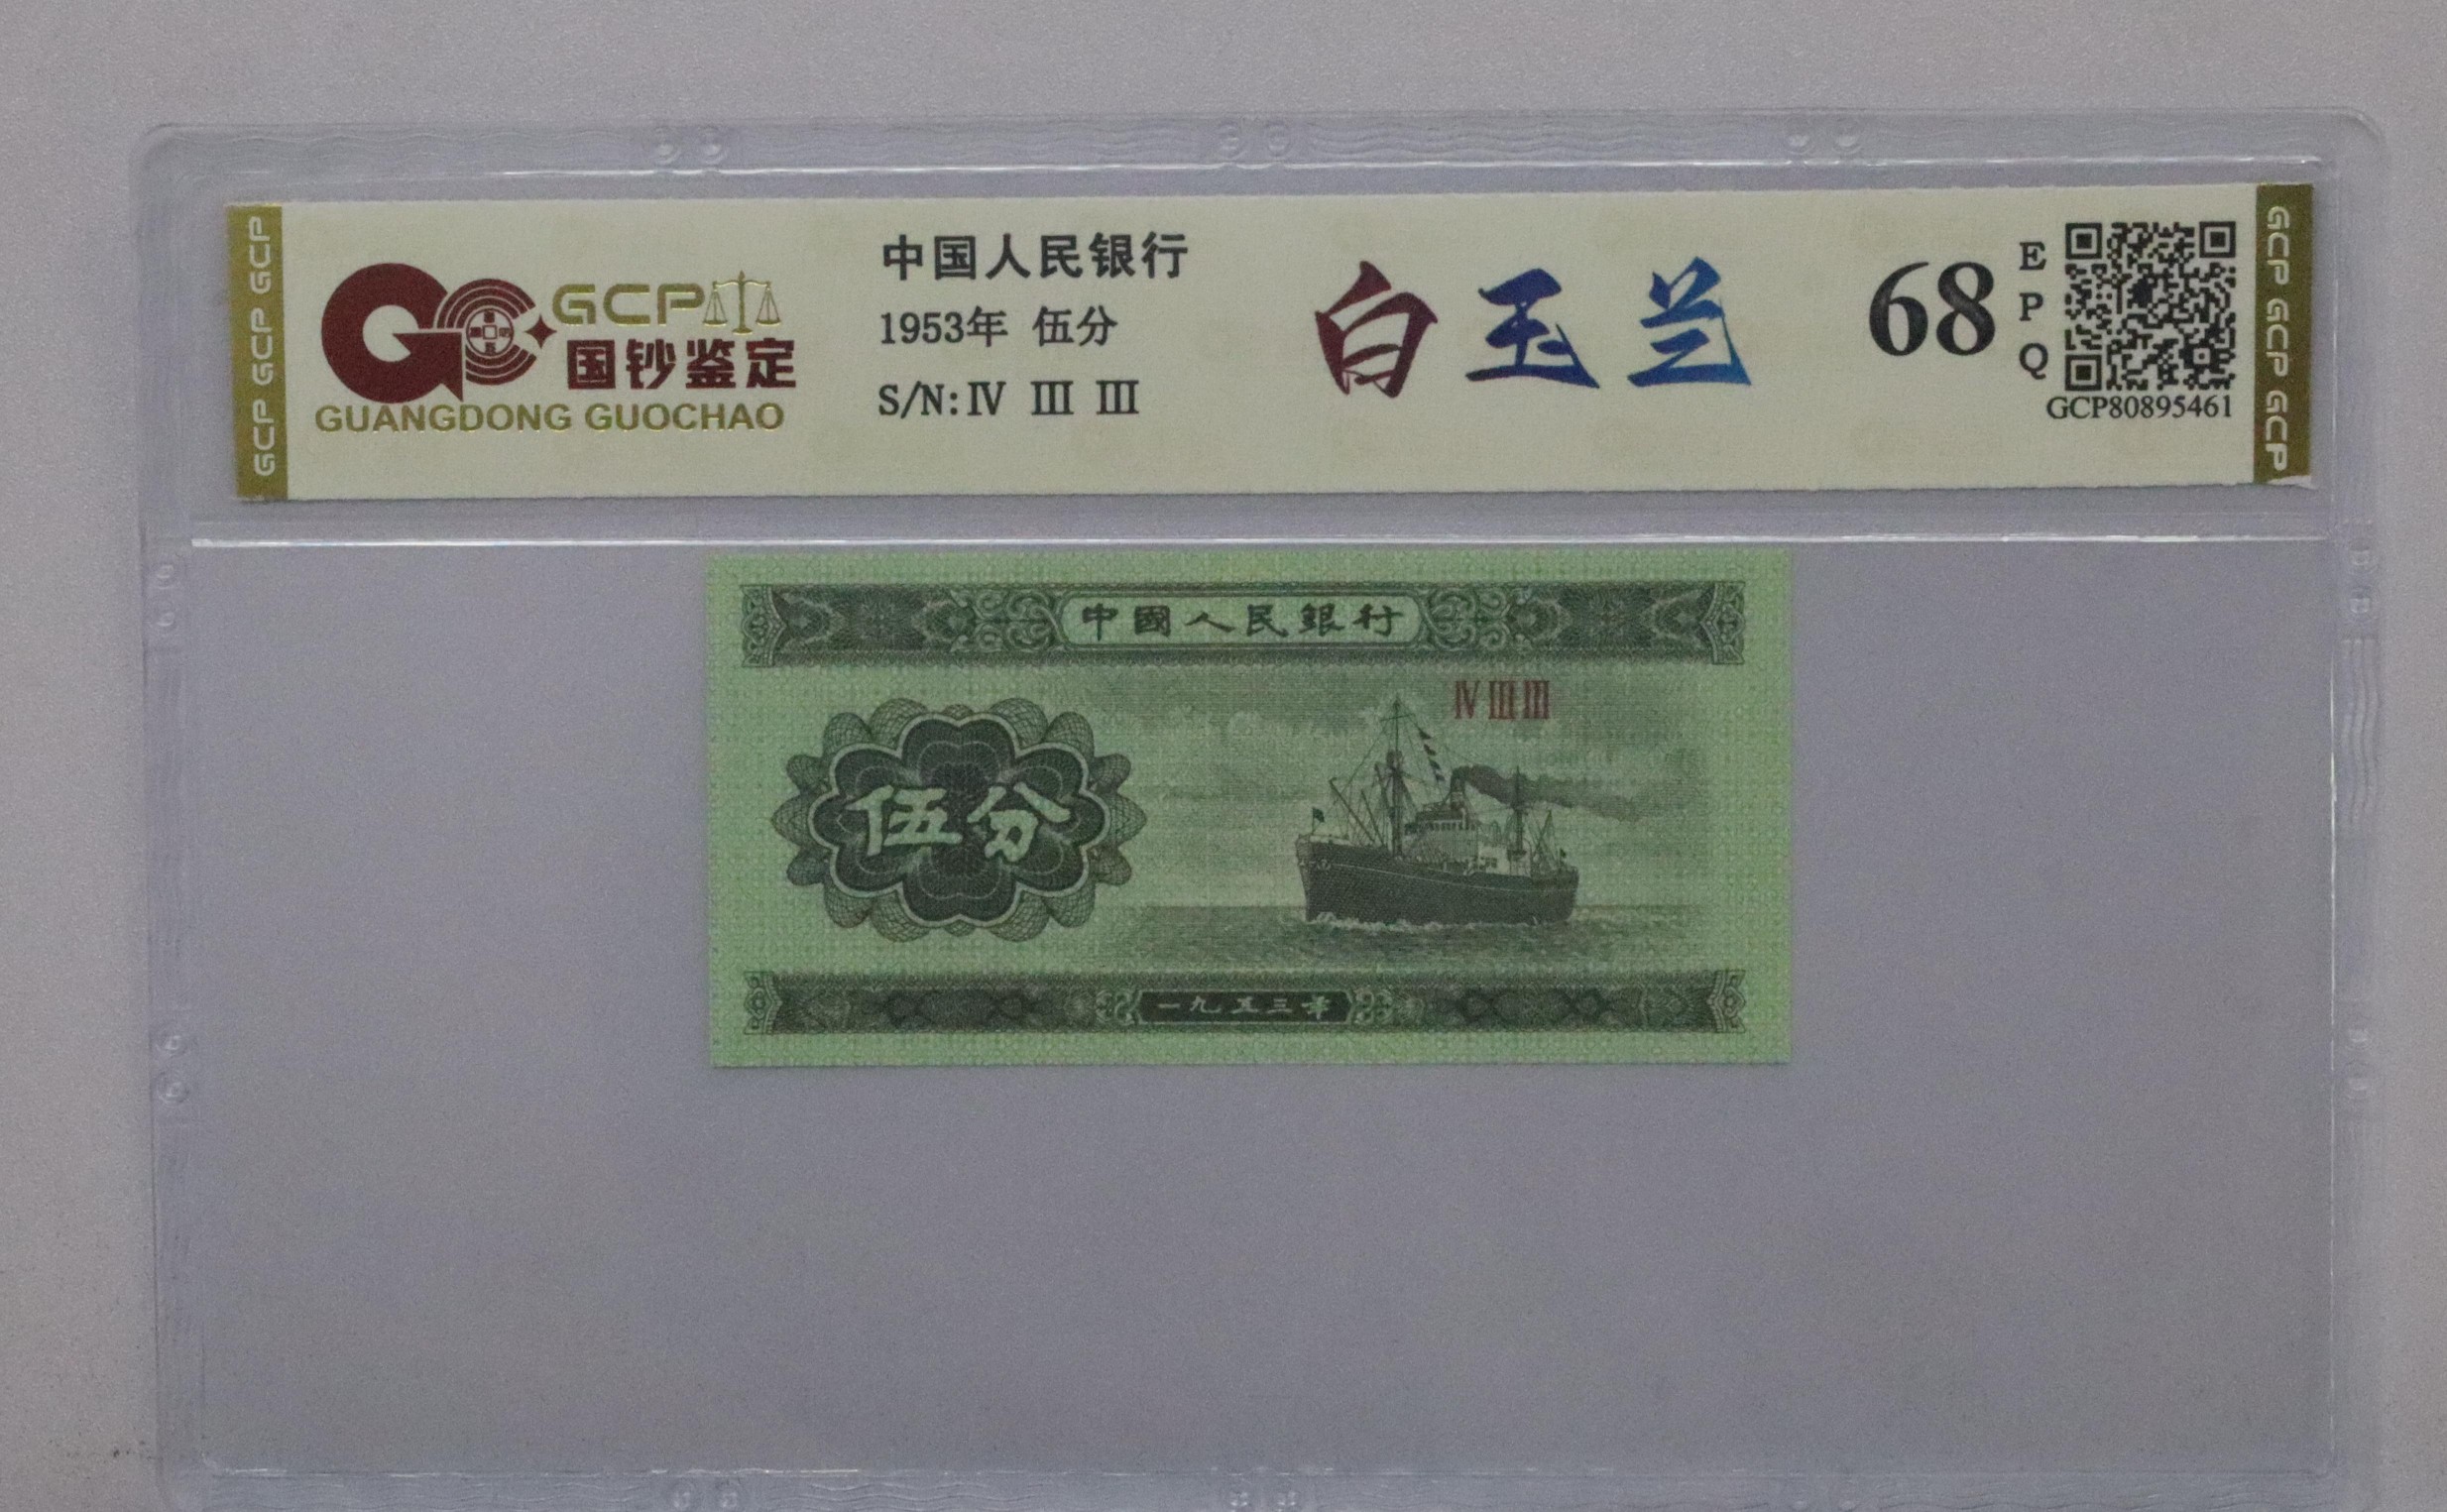 GCP GCP GCP
GCP
国钞鉴定
GUANGDONG GUOCHAO
中国人民银行
1953年 伍分
S/N:Ⅳ Ⅲ Ⅲ
白玉兰
68
EPQ
GCP80895461
GCP GCP GCP
中國人民銀行
Ⅳ Ⅲ Ⅲ
伍分
一九五三年